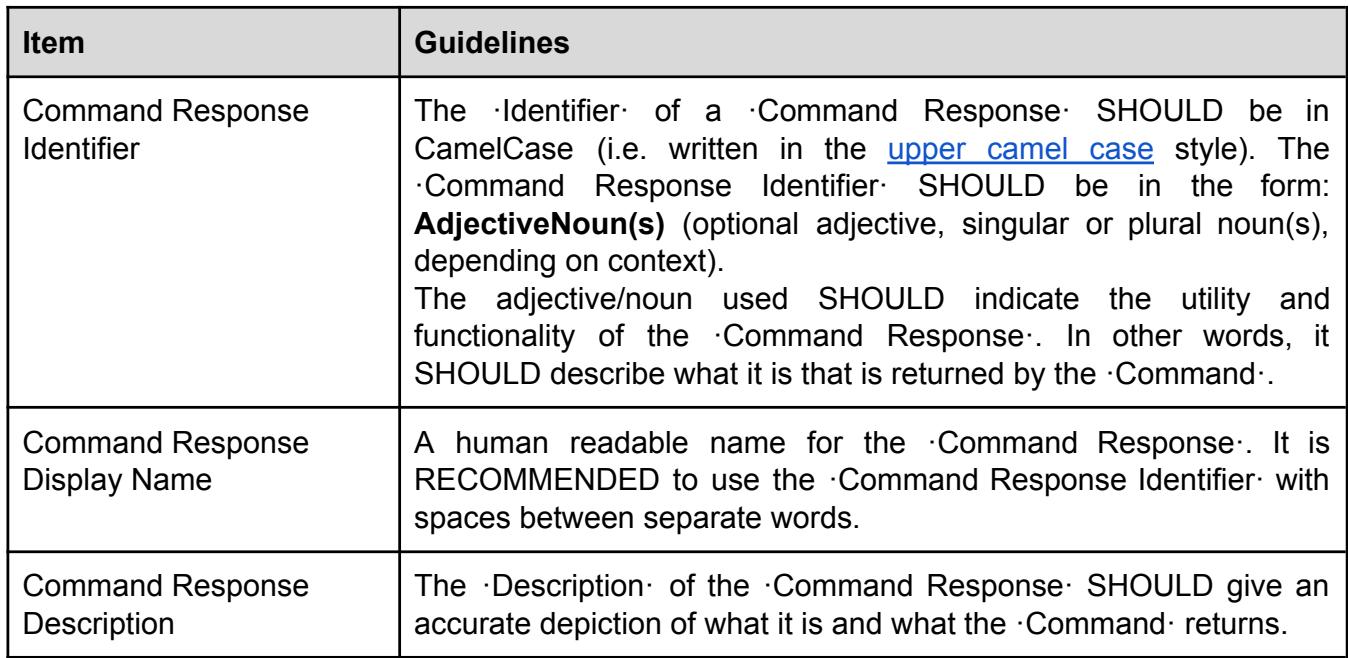 Item
Guidelines
Command Response
Identifier
The ·Identifier· of a ·Command Response· SHOULD be in
CamelCase (i.e. written in the upper camel case style). The
·Command Response Identifier· SHOULD be in the form:
AdjectiveNoun(s) (optional adjective, singular or plural noun(s),
depending on context).
The adjective/noun used SHOULD indicate the utility and
functionality of the ·Command Response·. In other words, it
SHOULD describe what it is that is returned by the ·Command·.
Command Response
Display Name
A human readable name for the ·Command Response·. It is
RECOMMENDED to use the ·Command Response Identifier· with
spaces between separate words.
Command Response
Description
The ·Description· of the ·Command Response· SHOULD give an
accurate depiction of what it is and what the ·Command· returns.